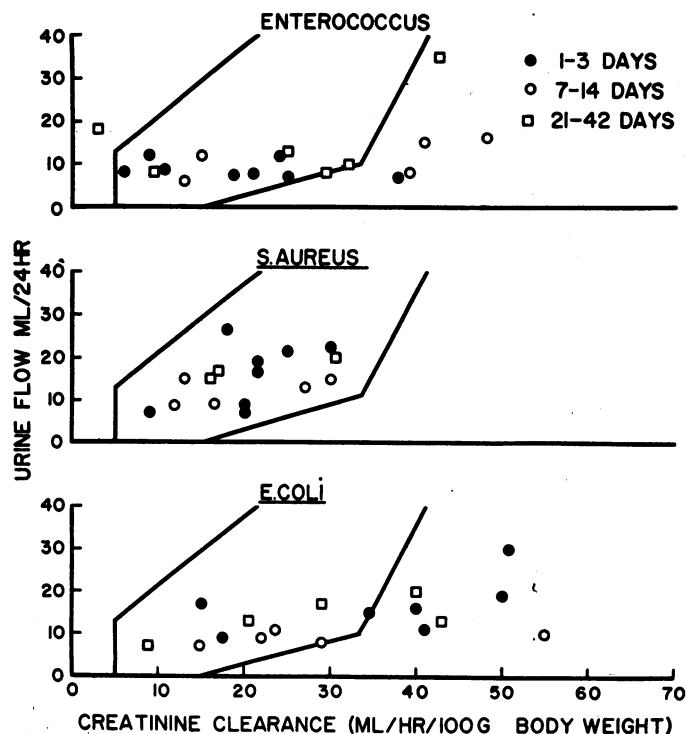 ENTEROCOCCUS
40
30
20
10
0
● 1-3 DAYS
○ 7-14 DAYS
□ 21-42 DAYS
URINE FLOW ML/24HR
S. AUREUS
40
30
20
10
0
E. COLI
40
30
20
10
0
0 10 20 30 40 50 60 70
CREATININE CLEARANCE (ML/HR/100G BODY WEIGHT)